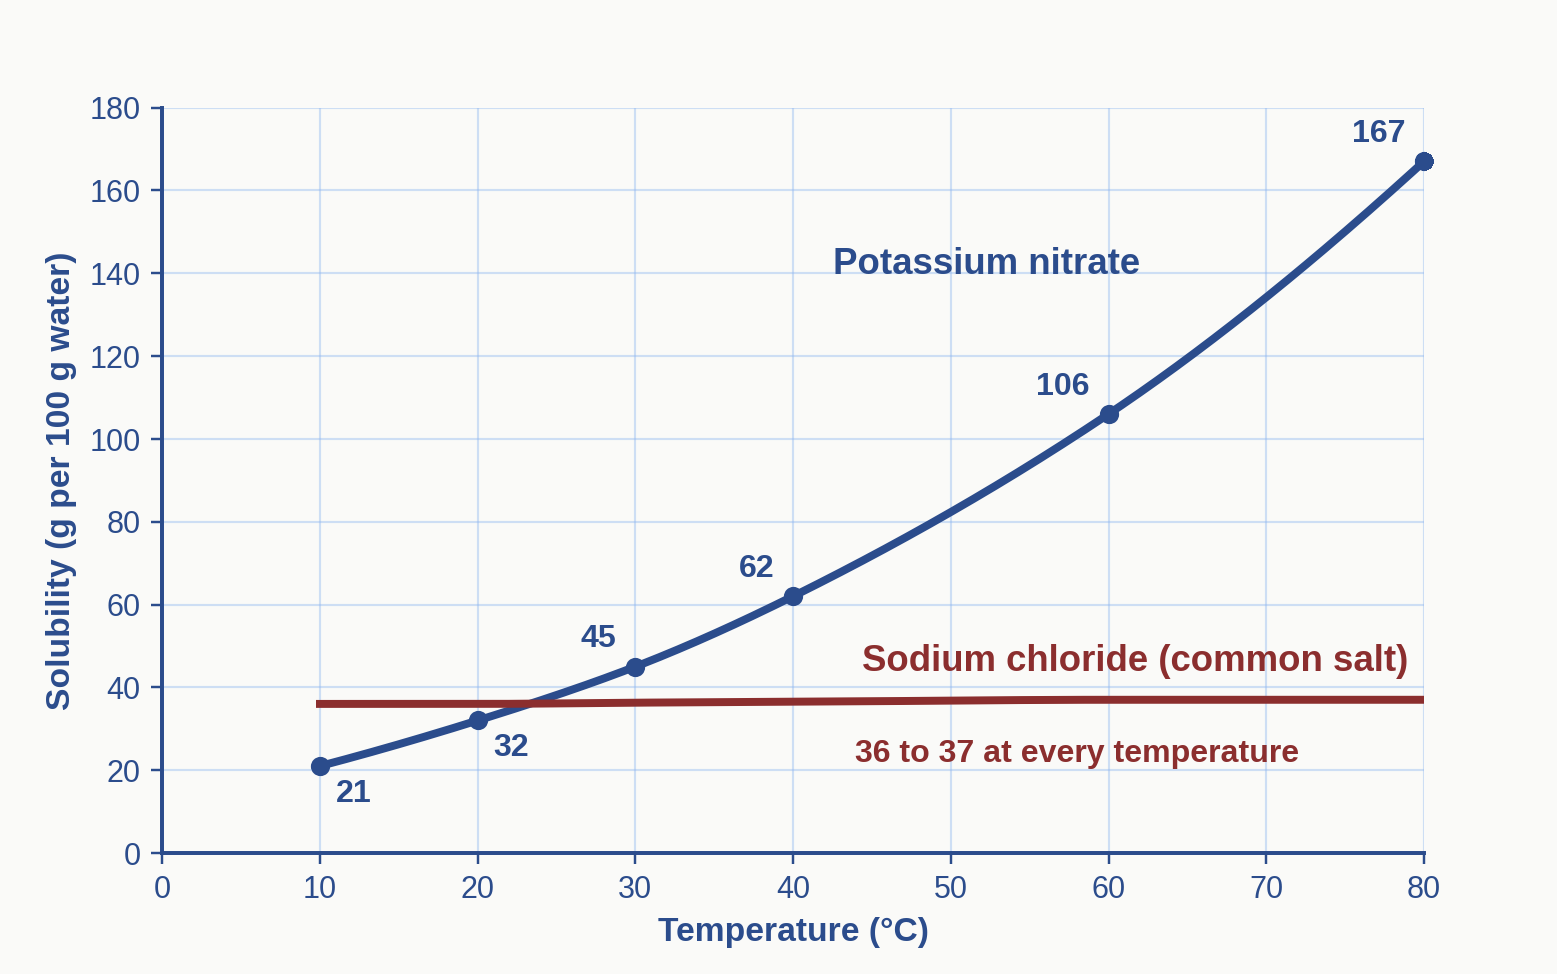 180
160
140
120
100
80
60
40
20
0
Solubility (g per 100 g water)
167
Potassium nitrate
106
62
45
Sodium chloride (common salt)
32
36 to 37 at every temperature
21
0 10 20 30 40 50 60 70 80
Temperature (°C)